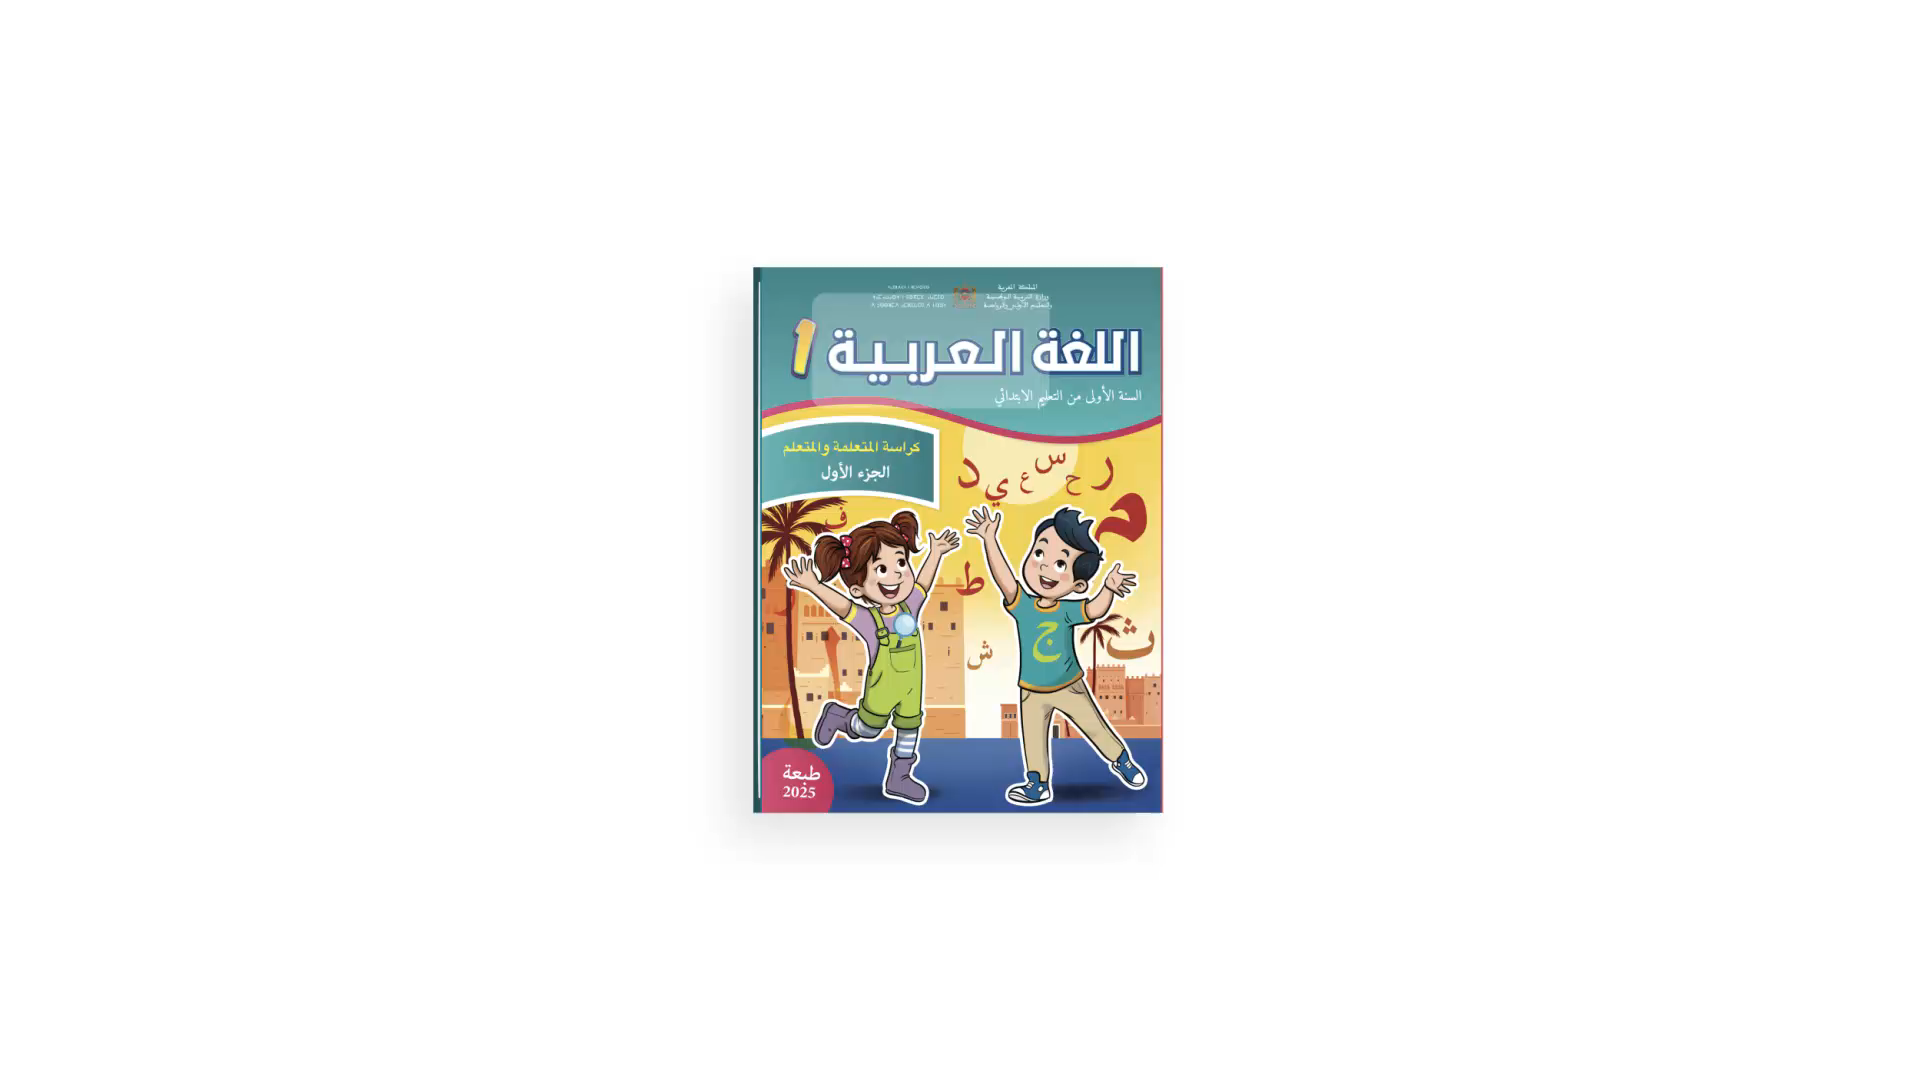 المملكة المغربية
وزارة التربية الوطنية
والتعليم الأولي والرياضة
اللغة العربية 1
السنة الأولى من التعليم الابتدائي
كراسة المتعلمة والمتعلم
الجزء الأول
ر
ح
س
ع
ي
د
م
ف
ط
ج
ث
ش
طبعة
2025